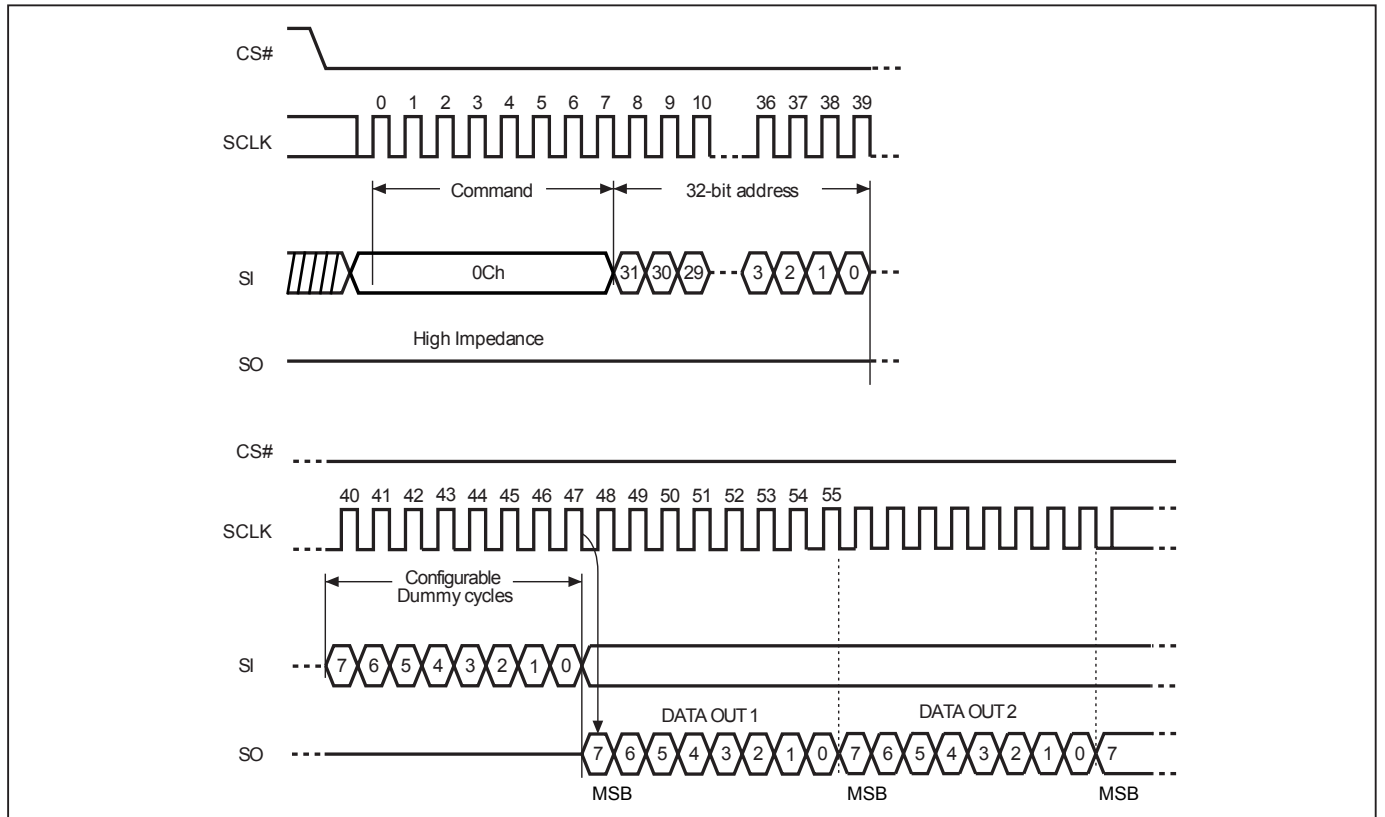 CS#
0 1 2 3 4 5 6 7 8 9 10 36 37 38 39
SCLK
Command 32-bit address
SI 0Ch 31 30 29 3 2 1 0
High Impedance
SO
CS#
40 41 42 43 44 45 46 47 48 49 50 51 52 53 54 55
SCLK
Configurable
Dummy cycles
SI 7 6 5 4 3 2 1 0
DATA OUT 1 DATA OUT 2
SO 7 6 5 4 3 2 1 0 7 6 5 4 3 2 1 0 7
MSB MSB MSB